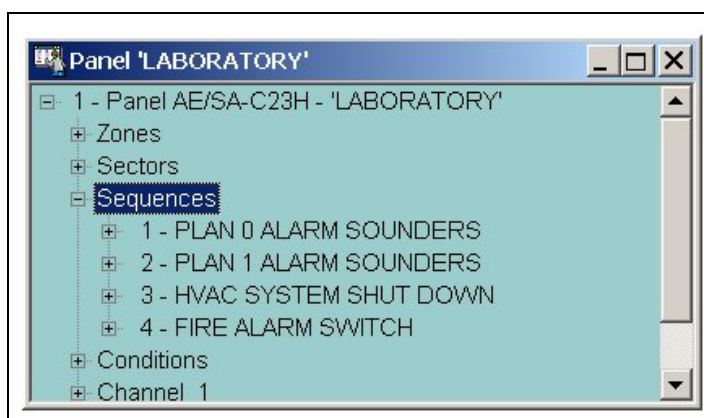 Panel 'LABORATORY'
1 - Panel AE/SA-C23H - 'LABORATORY'
Zones
Sectors
Sequences
1 - PLAN 0 ALARM SOUNDERS
2 - PLAN 1 ALARM SOUNDERS
3 - HVAC SYSTEM SHUT DOWN
4 - FIRE ALARM SWITCH
Conditions
Channel 1